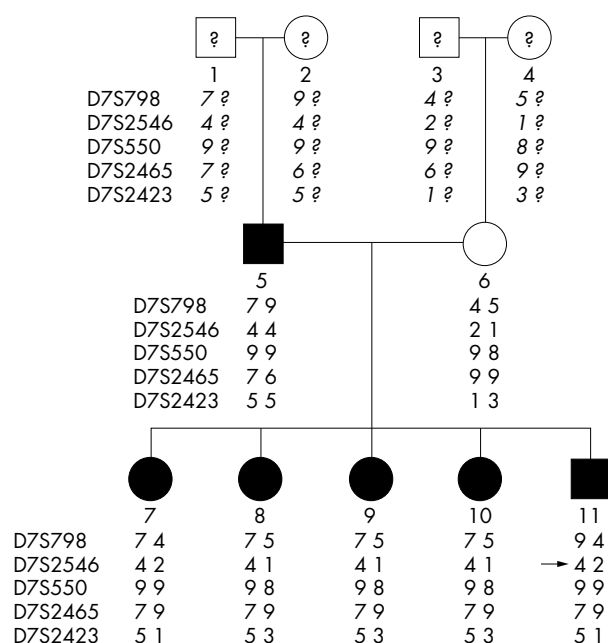 ? ? ? ?
1 2 3 4
D7S798 7 ? 9 ? 4 ? 5 ?
D7S2546 4 ? 4 ? 2 ? 1 ?
D7S550 9 ? 9 ? 9 ? 8 ?
D7S2465 7 ? 6 ? 6 ? 9 ?
D7S2423 5 ? 5 ? 1 ? 3 ?
5 6
D7S798 7 9 4 5
D7S2546 4 4 2 1
D7S550 9 9 9 8
D7S2465 7 6 9 9
D7S2423 5 5 1 3
7 8 9 10 11
D7S798 7 4 7 5 7 5 7 5 9 4
D7S2546 4 2 4 1 4 1 4 1 → 4 2
D7S550 9 9 9 8 9 8 9 8 9 9
D7S2465 7 9 7 9 7 9 7 9 7 9
D7S2423 5 1 5 3 5 3 5 3 5 1